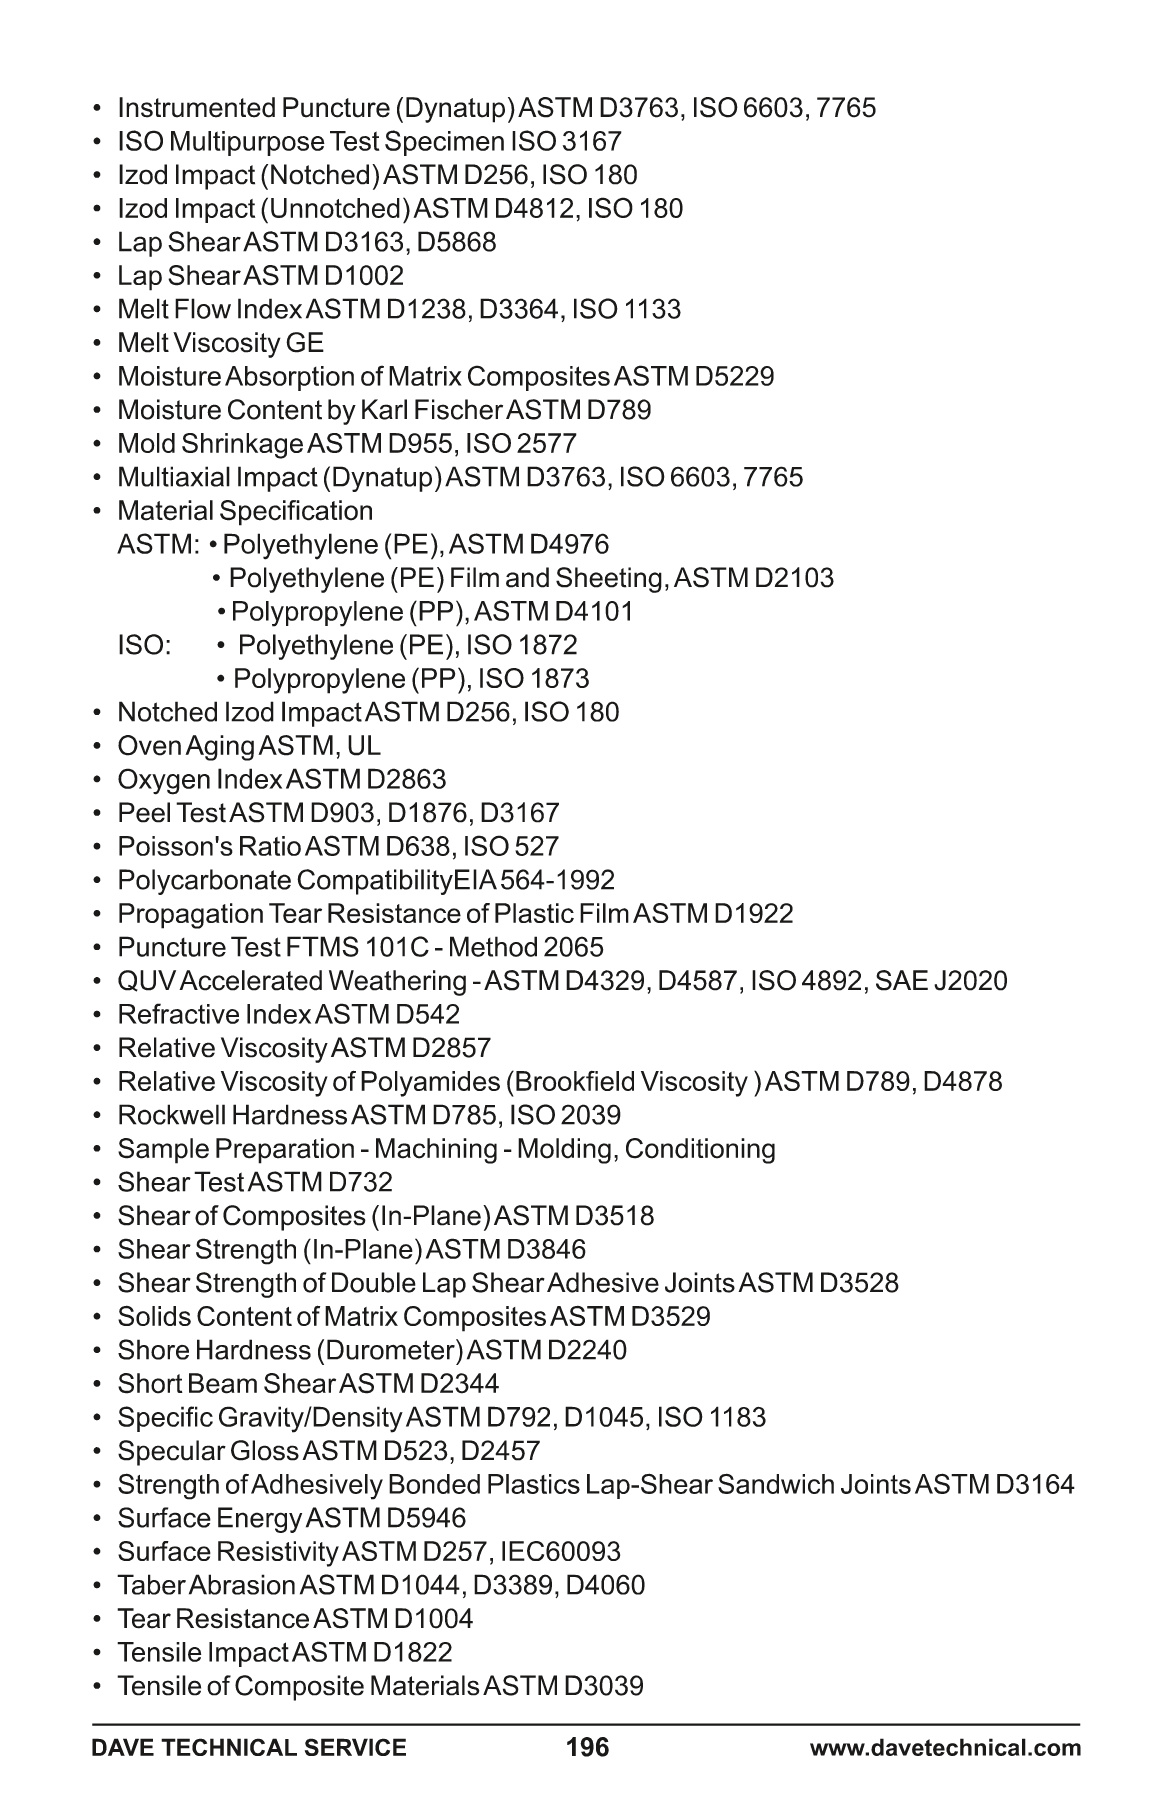 • Instrumented Puncture (Dynatup) ASTM D3763, ISO 6603, 7765
• ISO Multipurpose Test Specimen ISO 3167
• Izod Impact (Notched) ASTM D256, ISO 180
• Izod Impact (Unnotched) ASTM D4812, ISO 180
• Lap Shear ASTM D3163, D5868
• Lap Shear ASTM D1002
• Melt Flow Index ASTM D1238, D3364, ISO 1133
• Melt Viscosity GE
• Moisture Absorption of Matrix Composites ASTM D5229
• Moisture Content by Karl Fischer ASTM D789
• Mold Shrinkage ASTM D955, ISO 2577
• Multiaxial Impact (Dynatup) ASTM D3763, ISO 6603, 7765
• Material Specification
ASTM: • Polyethylene (PE), ASTM D4976
• Polyethylene (PE) Film and Sheeting, ASTM D2103
• Polypropylene (PP), ASTM D4101
ISO: • Polyethylene (PE), ISO 1872
• Polypropylene (PP), ISO 1873
• Notched Izod Impact ASTM D256, ISO 180
• Oven Aging ASTM, UL
• Oxygen Index ASTM D2863
• Peel Test ASTM D903, D1876, D3167
• Poisson's Ratio ASTM D638, ISO 527
• Polycarbonate CompatibilityEIA 564-1992
• Propagation Tear Resistance of Plastic Film ASTM D1922
• Puncture Test FTMS 101C - Method 2065
• QUV Accelerated Weathering - ASTM D4329, D4587, ISO 4892, SAE J2020
• Refractive Index ASTM D542
• Relative Viscosity ASTM D2857
• Relative Viscosity of Polyamides (Brookfield Viscosity ) ASTM D789, D4878
• Rockwell Hardness ASTM D785, ISO 2039
• Sample Preparation - Machining - Molding, Conditioning
• Shear Test ASTM D732
• Shear of Composites (In-Plane) ASTM D3518
• Shear Strength (In-Plane) ASTM D3846
• Shear Strength of Double Lap Shear Adhesive Joints ASTM D3528
• Solids Content of Matrix Composites ASTM D3529
• Shore Hardness (Durometer) ASTM D2240
• Short Beam Shear ASTM D2344
• Specific Gravity/Density ASTM D792, D1045, ISO 1183
• Specular Gloss ASTM D523, D2457
• Strength of Adhesively Bonded Plastics Lap-Shear Sandwich Joints ASTM D3164
• Surface Energy ASTM D5946
• Surface Resistivity ASTM D257, IEC60093
• Taber Abrasion ASTM D1044, D3389, D4060
• Tear Resistance ASTM D1004
• Tensile Impact ASTM D1822
• Tensile of Composite Materials ASTM D3039
DAVE TECHNICAL SERVICE 196 www.davetechnical.com